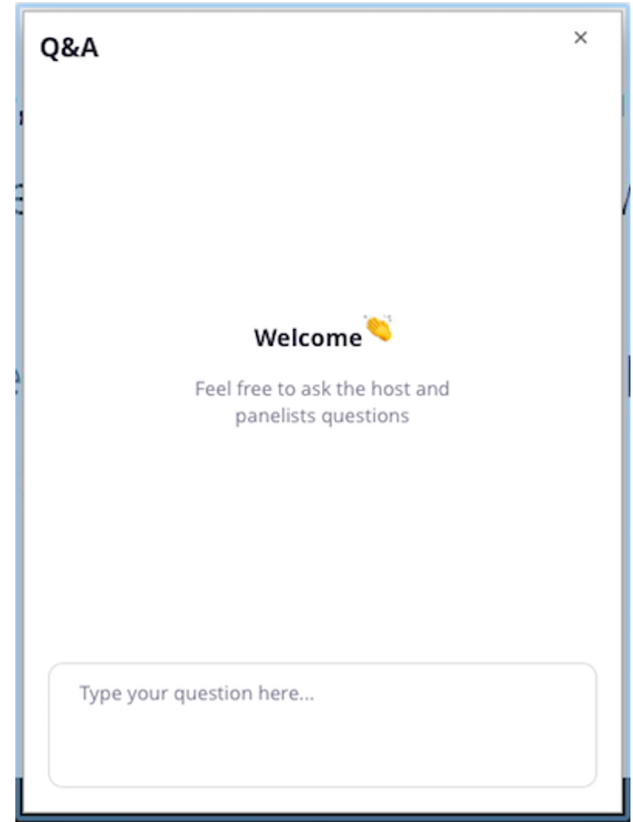 Q&A
Welcome
Feel free to ask the host and
panelists questions
Type your question here...